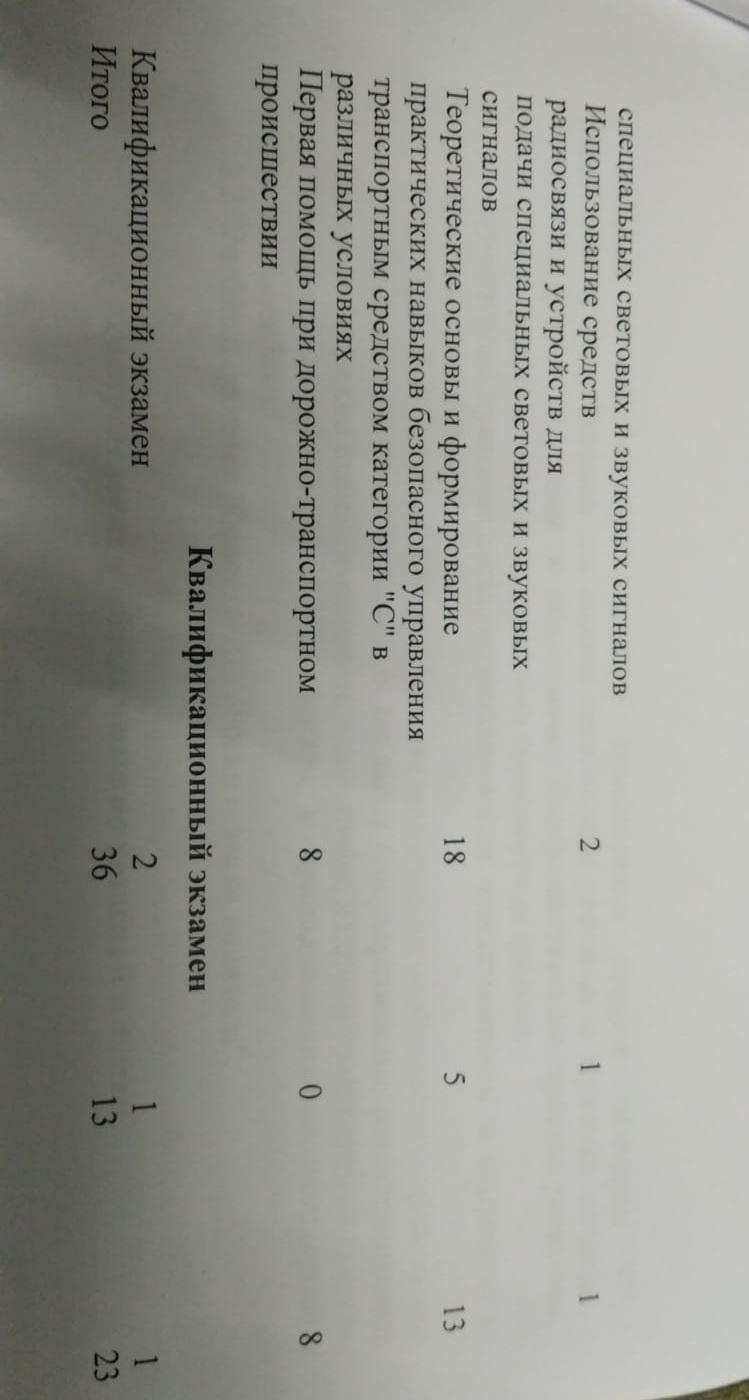 специальных световых и звуковых сигналов
Использование средств 2 1 1
радиосвязи и устройств для
подачи специальных световых и звуковых
сигналов
Теоретические основы и формирование 18 5 13
практических навыков безопасного управления
транспортным средством категории "С" в
различных условиях
Первая помощь при дорожно-транспортном 8 0 8
происшествии
Квалификационный экзамен
Квалификационный экзамен 2 1 1
Итого 36 13 23